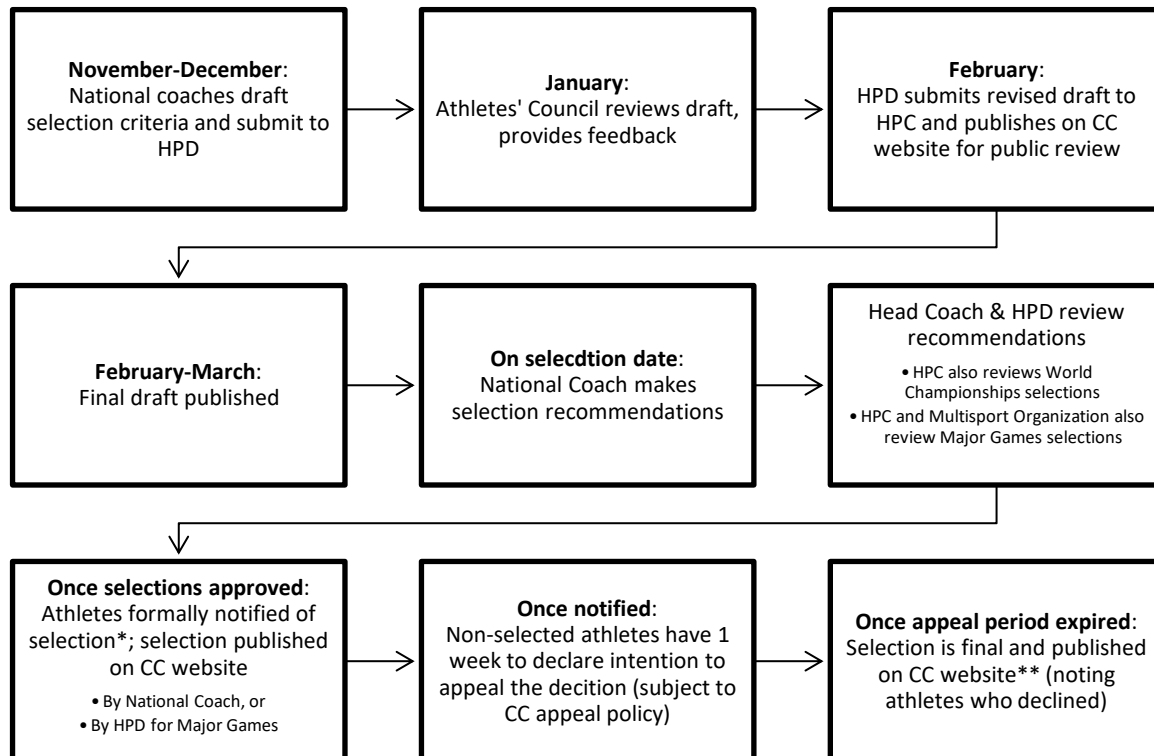 November-December:
National coaches draft
selection criteria and submit to
HPD
January:
Athletes' Council reviews draft,
provides feedback
February:
HPD submits revised draft to
HPC and publishes on CC
website for public review
February-March:
Final draft published
On selecdtion date:
National Coach makes
selection recommendations
Head Coach & HPD review
recommendations
• HPC also reviews World
Championships selections
• HPC and Multisport Organization also
review Major Games selections
Once selections approved:
Athletes formally notified of
selection*; selection published
on CC website
• By National Coach, or
• By HPD for Major Games
Once notified:
Non-selected athletes have 1
week to declare intention to
appeal the decition (subject to
CC appeal policy)
Once appeal period expired:
Selection is final and published
on CC website** (noting
athletes who declined)